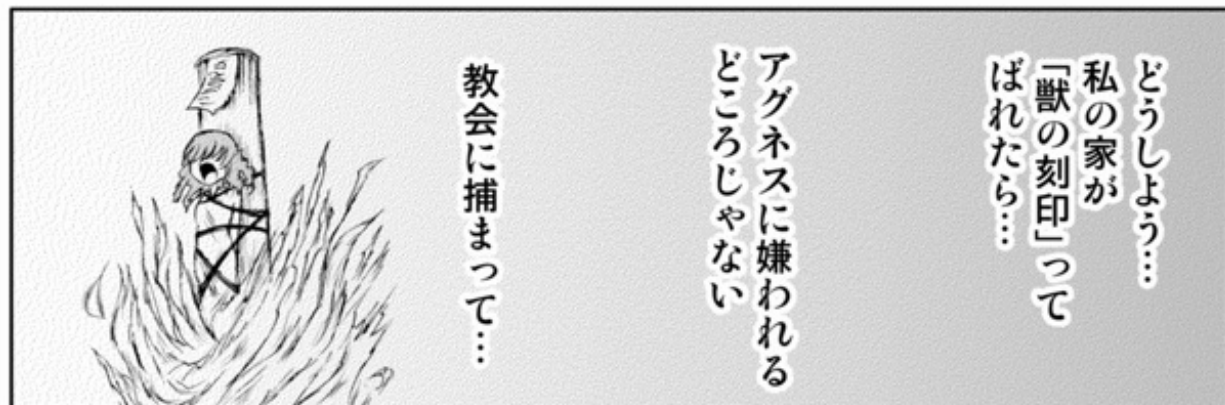 どうしよう…
私の家が
「獣の刻印」って
ばれたら…
アグネスに嫌われる
どころじゃない
教会に捕まって…